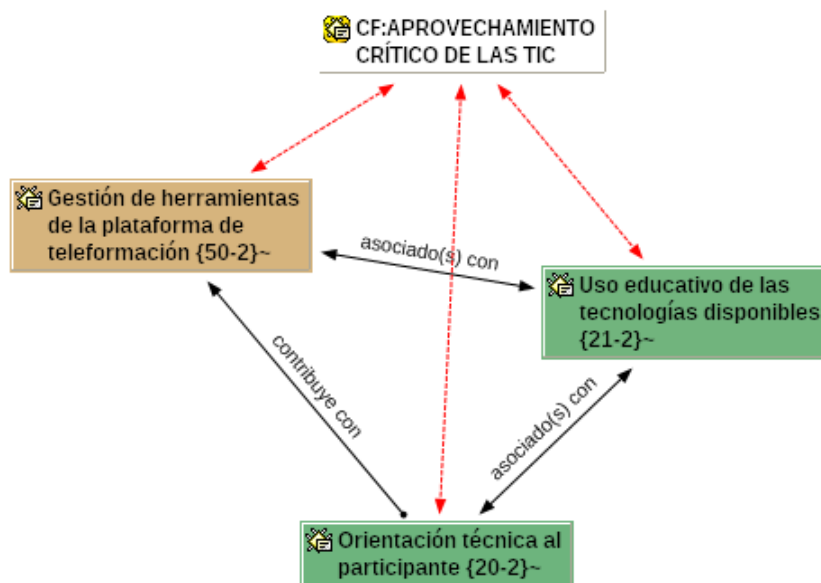 CF:APROVECHAMIENTO
CRÍTICO DE LAS TIC
Gestión de herramientas
de la plataforma de
teleformación {50-2}~
asociado(s) con
Uso educativo de las
tecnologías disponibles
{21-2}~
contribuye con
asociado(s) con
Orientación técnica al
participante {20-2}~